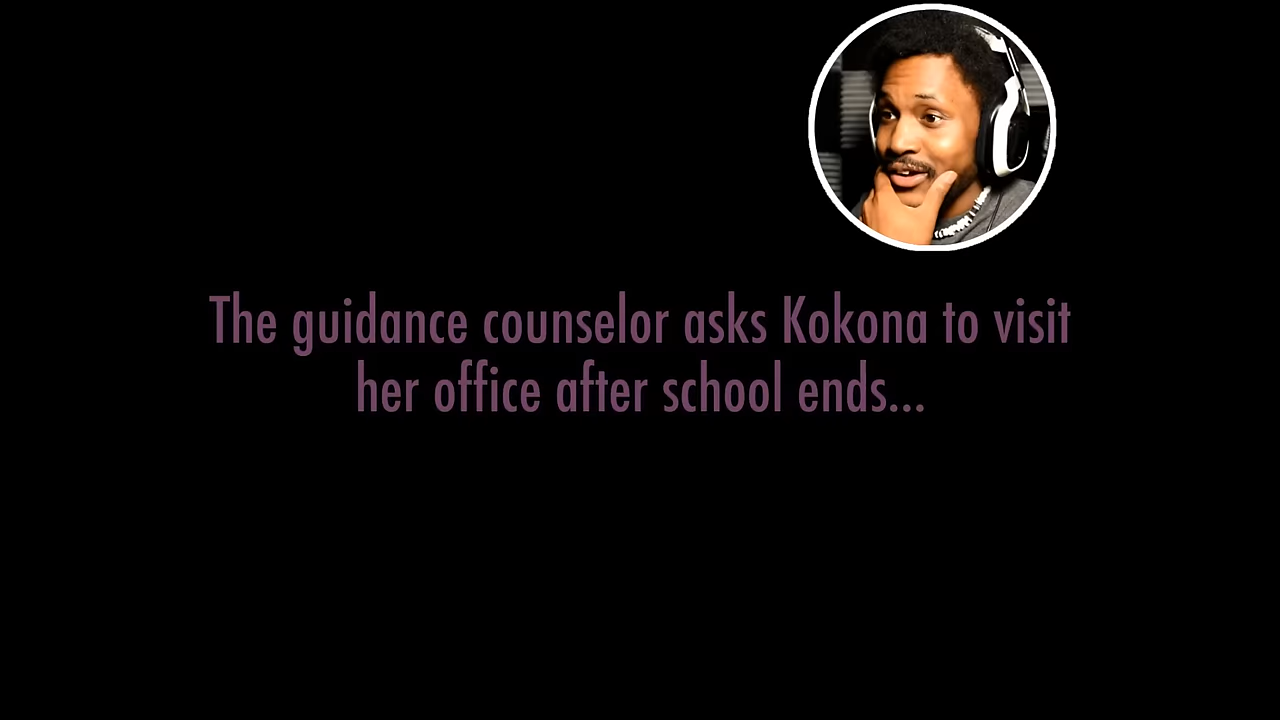 The guidance counselor asks Kokona to visit
her office after school ends...